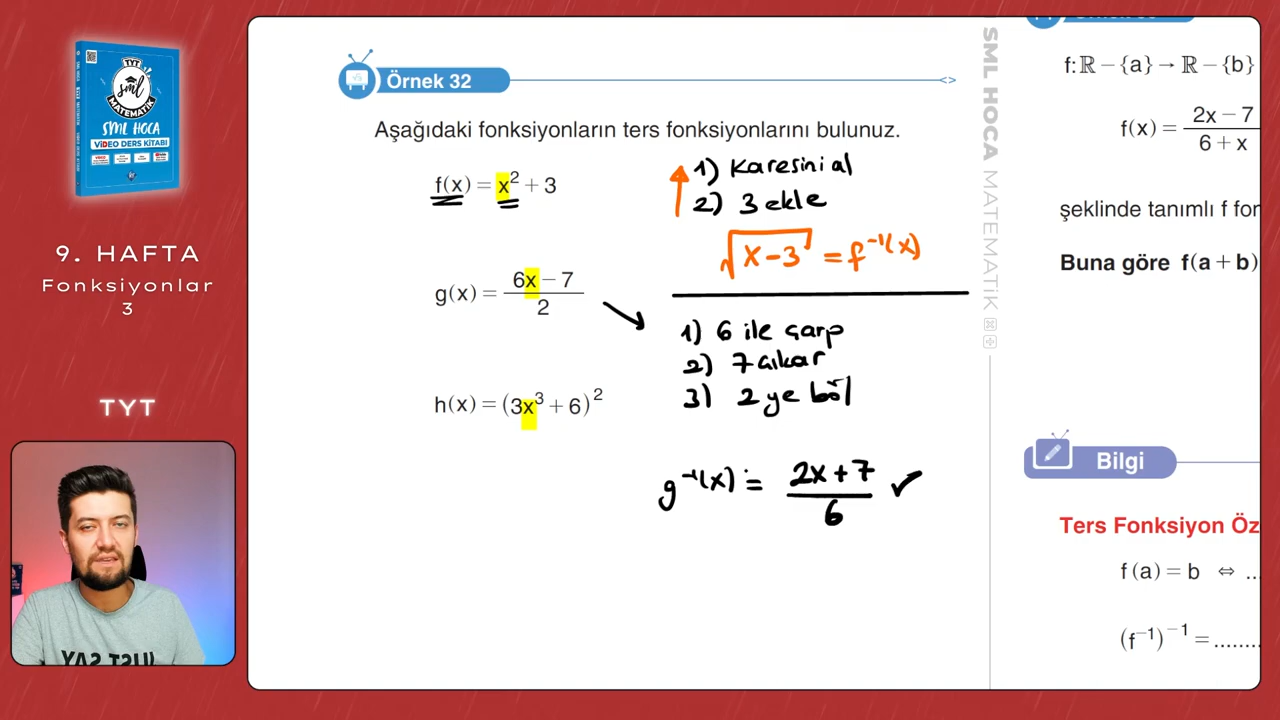 TYT
sml
MATEMATİK
SML HOCA
VİDEO DERS KİTABI
9. HAFTA
Fonksiyonlar
3
TYT
Örnek 32
Aşağıdaki fonksiyonların ters fonksiyonlarını bulunuz.
f(x) = x² + 3
1) Karesini al
2) 3 ekle
√(x-3) = f⁻¹(x)
g(x) = (6x - 7)/2
1) 6 ile çarp
2) 7 çıkar
3) 2 ye böl
h(x) = (3x³ + 6)²
g⁻¹(x) = (2x+7)/6 ✓
SML HOCA MATEMATİK
f: ℝ - {a} → ℝ - {b}
f(x) = (2x - 7)/(6 + x)
şeklinde tanımlı f fon
Buna göre f(a + b)
Bilgi
Ters Fonksiyon Öz
f(a) = b ⇔ ...
(f⁻¹)⁻¹ = ........